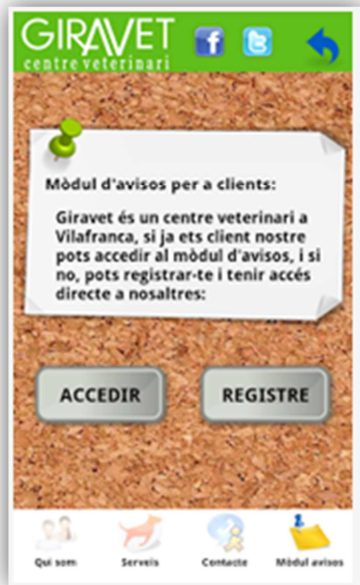 GIRAVET
centre veterinari
Mòdul d'avisos per a clients:
Giravet és un centre veterinari a
Vilafranca, si ja ets client nostre
pots accedir al mòdul d'avisos, i si
no, pots registrar-te i tenir accés
directe a nosaltres:
ACCEDIR REGISTRE
Qui som Serveis Contacte Mòdul avisos